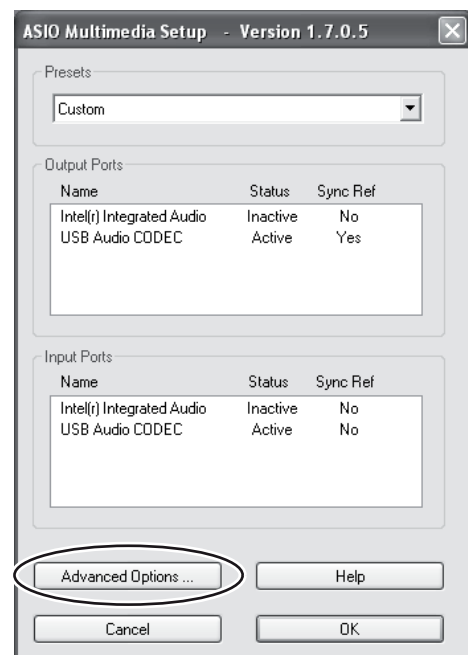 ASIO Multimedia Setup - Version 1.7.0.5
Presets
Custom
Output Ports
Name Status Sync Ref
Intel(r) Integrated Audio Inactive No
USB Audio CODEC Active Yes
Input Ports
Name Status Sync Ref
Intel(r) Integrated Audio Inactive No
USB Audio CODEC Active No
Advanced Options ... Help
Cancel OK